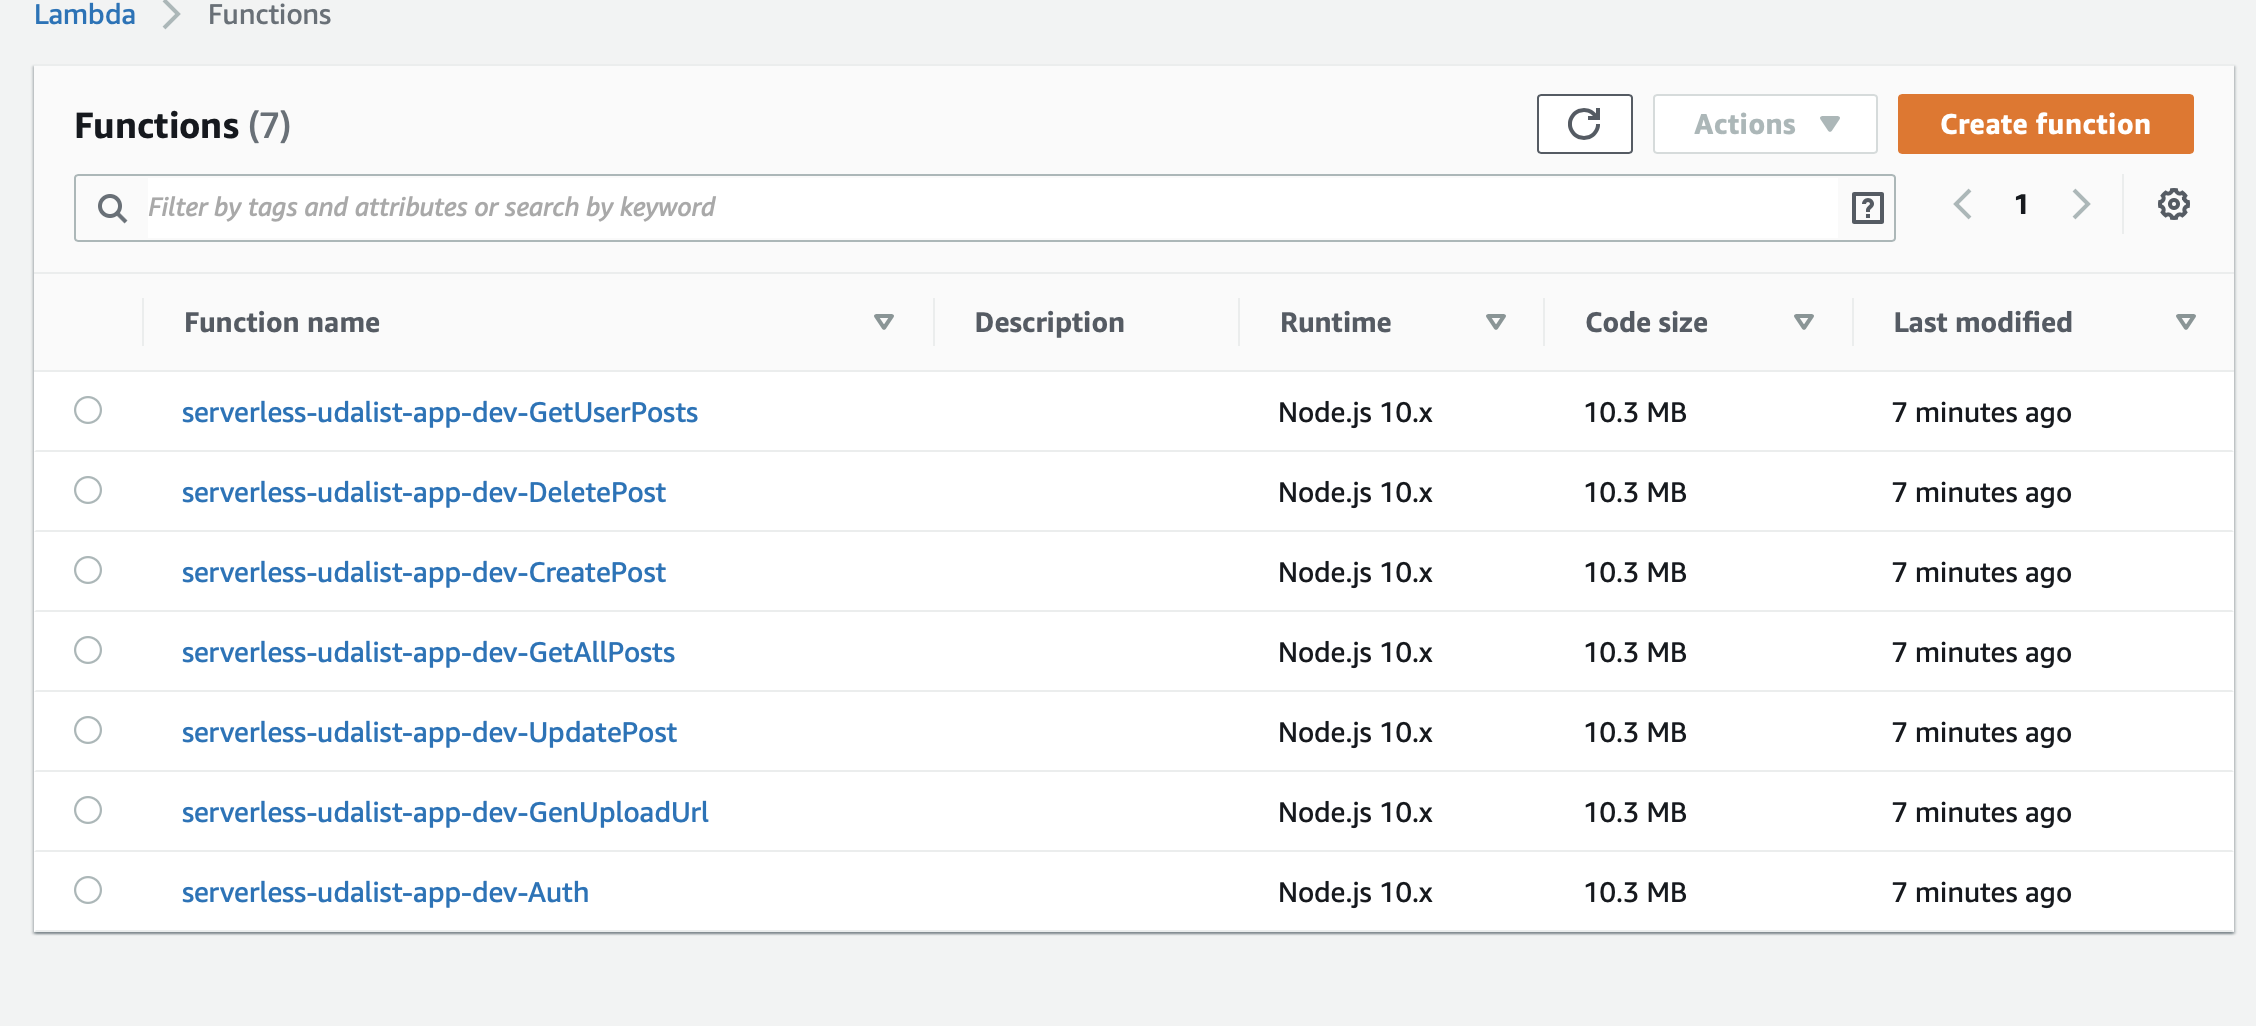 Lambda > Functions
Functions (7)
Actions
Create function
Filter by tags and attributes or search by keyword
?
1
Function name Description Runtime Code size Last modified
serverless-udalist-app-dev-GetUserPosts Node.js 10.x 10.3 MB 7 minutes ago
serverless-udalist-app-dev-DeletePost Node.js 10.x 10.3 MB 7 minutes ago
serverless-udalist-app-dev-CreatePost Node.js 10.x 10.3 MB 7 minutes ago
serverless-udalist-app-dev-GetAllPosts Node.js 10.x 10.3 MB 7 minutes ago
serverless-udalist-app-dev-UpdatePost Node.js 10.x 10.3 MB 7 minutes ago
serverless-udalist-app-dev-GenUploadUrl Node.js 10.x 10.3 MB 7 minutes ago
serverless-udalist-app-dev-Auth Node.js 10.x 10.3 MB 7 minutes ago